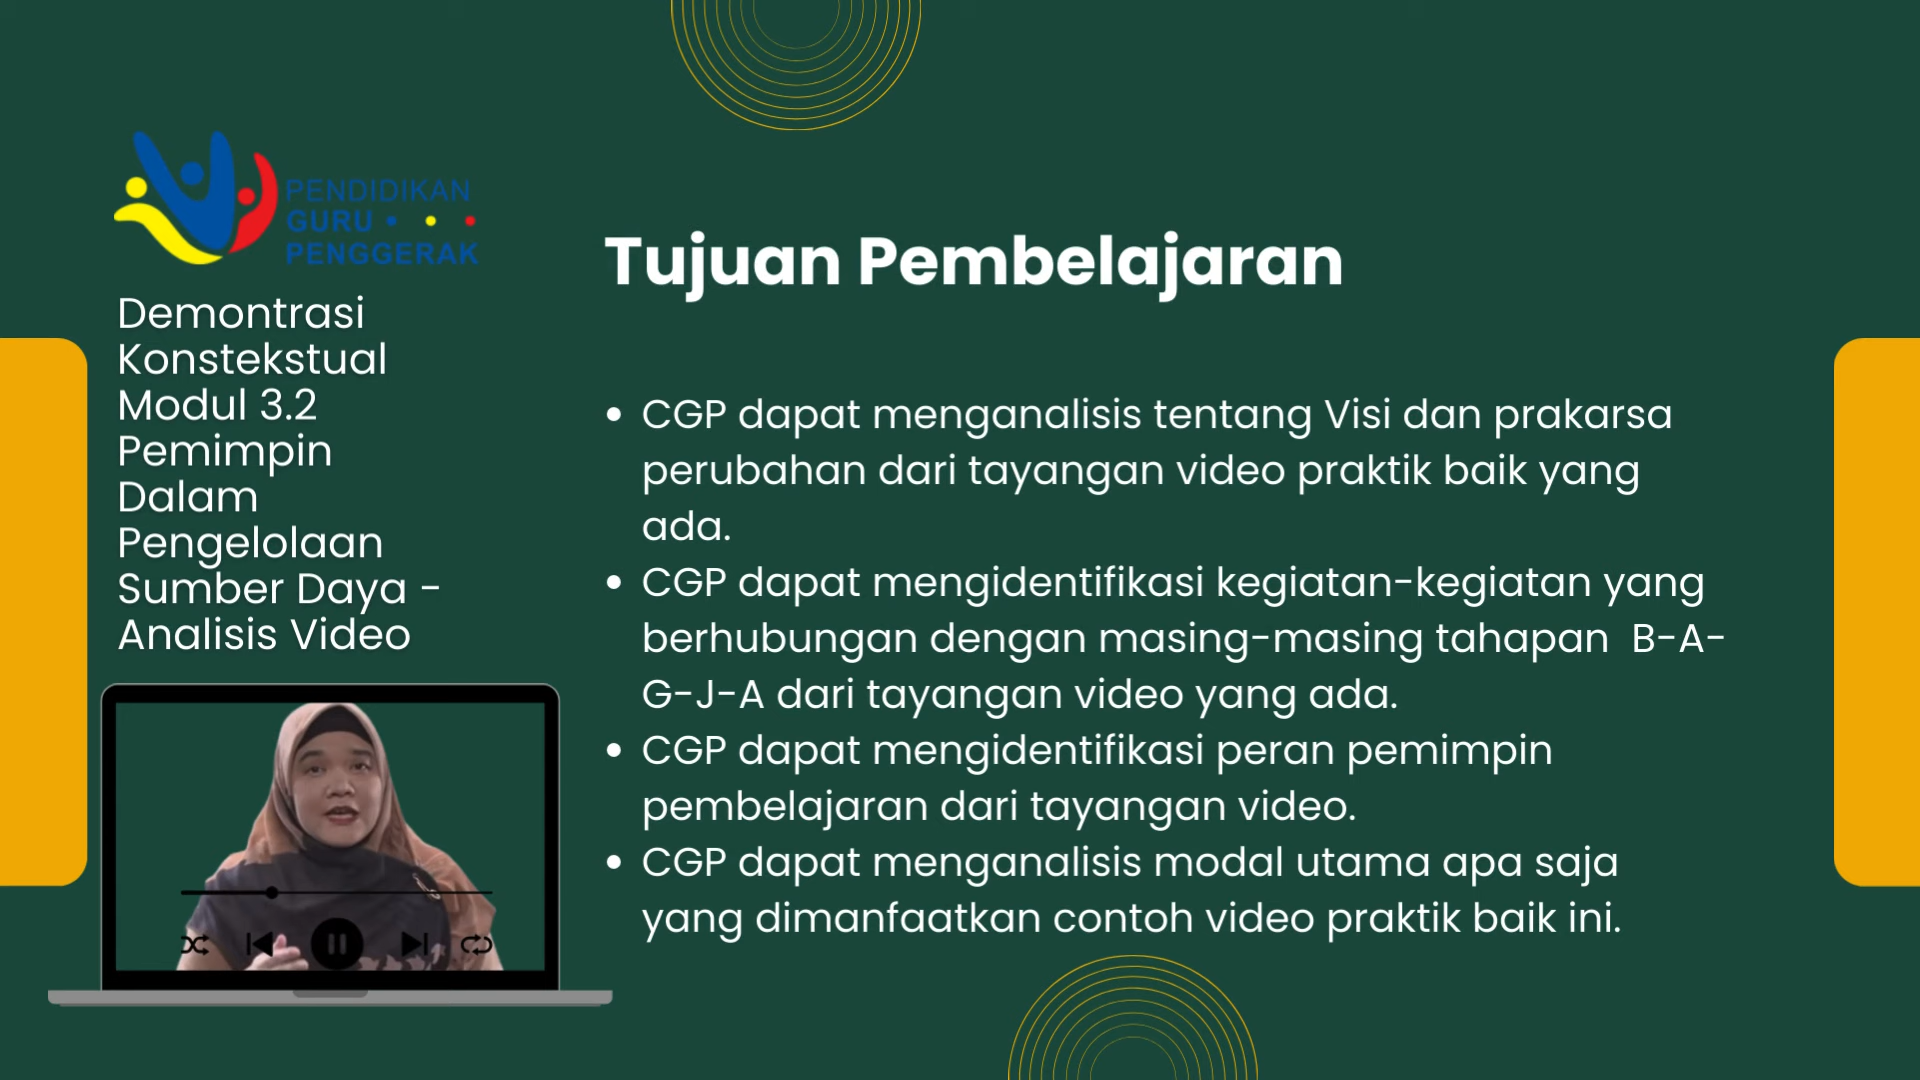 PENDIDIKAN
GURU
PENGGERAK
Demontrasi
Konstekstual
Modul 3.2
Pemimpin
Dalam
Pengelolaan
Sumber Daya -
Analisis Video
Tujuan Pembelajaran
• CGP dapat menganalisis tentang Visi dan prakarsa
perubahan dari tayangan video praktik baik yang
ada.
• CGP dapat mengidentifikasi kegiatan-kegiatan yang
berhubungan dengan masing-masing tahapan  B-A-
G-J-A dari tayangan video yang ada.
• CGP dapat mengidentifikasi peran pemimpin
pembelajaran dari tayangan video.
• CGP dapat menganalisis modal utama apa saja
yang dimanfaatkan contoh video praktik baik ini.